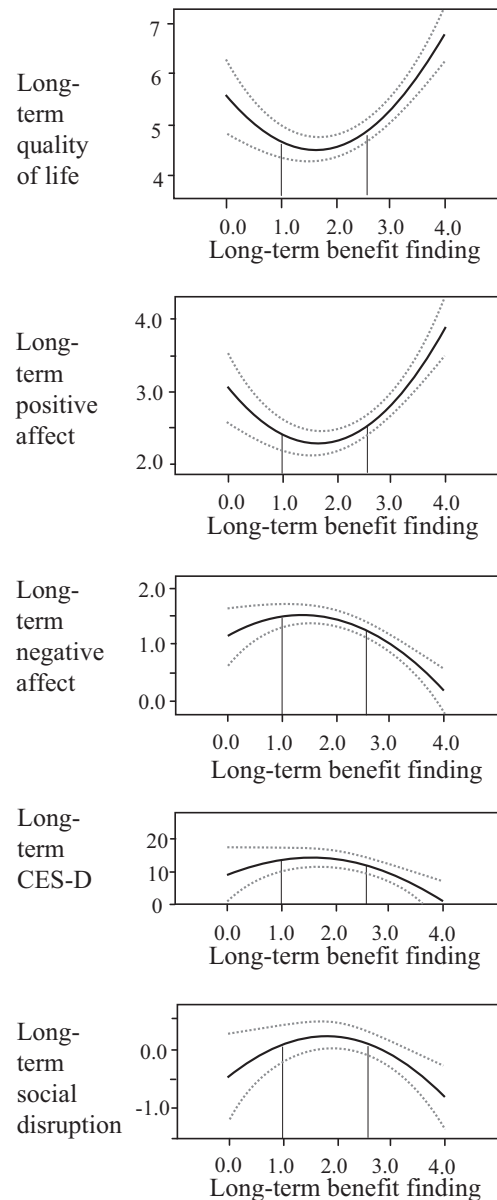 Long-
term
quality
of life
7
6
5
4
0.0 1.0 2.0 3.0 4.0
Long-term benefit finding
Long-
term
positive
affect
4.0
3.0
2.0
0.0 1.0 2.0 3.0 4.0
Long-term benefit finding
Long-
term
negative
affect
2.0
1.0
0.0
0.0 1.0 2.0 3.0 4.0
Long-term benefit finding
Long-
term
CES-D
20
10
0
0.0 1.0 2.0 3.0 4.0
Long-term benefit finding
Long-
term
social
disruption
0.0
-1.0
0.0 1.0 2.0 3.0 4.0
Long-term benefit finding